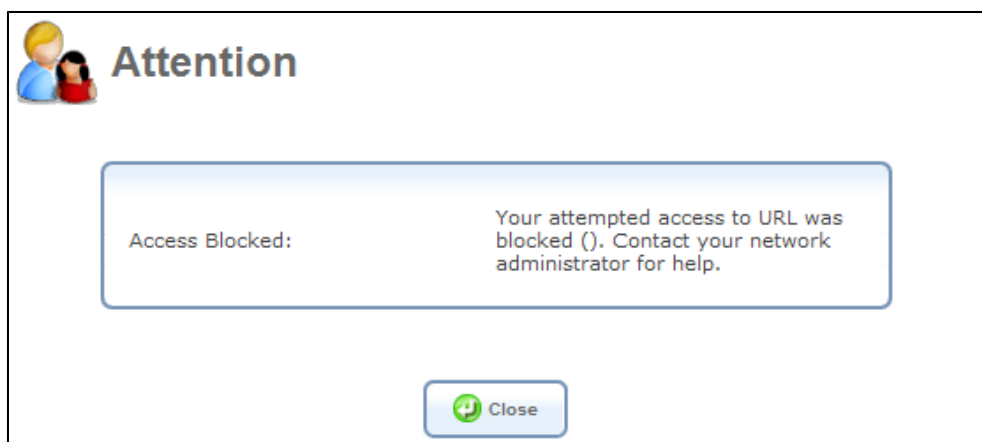 Attention
Access Blocked:
Your attempted access to URL was
blocked (). Contact your network
administrator for help.
Close